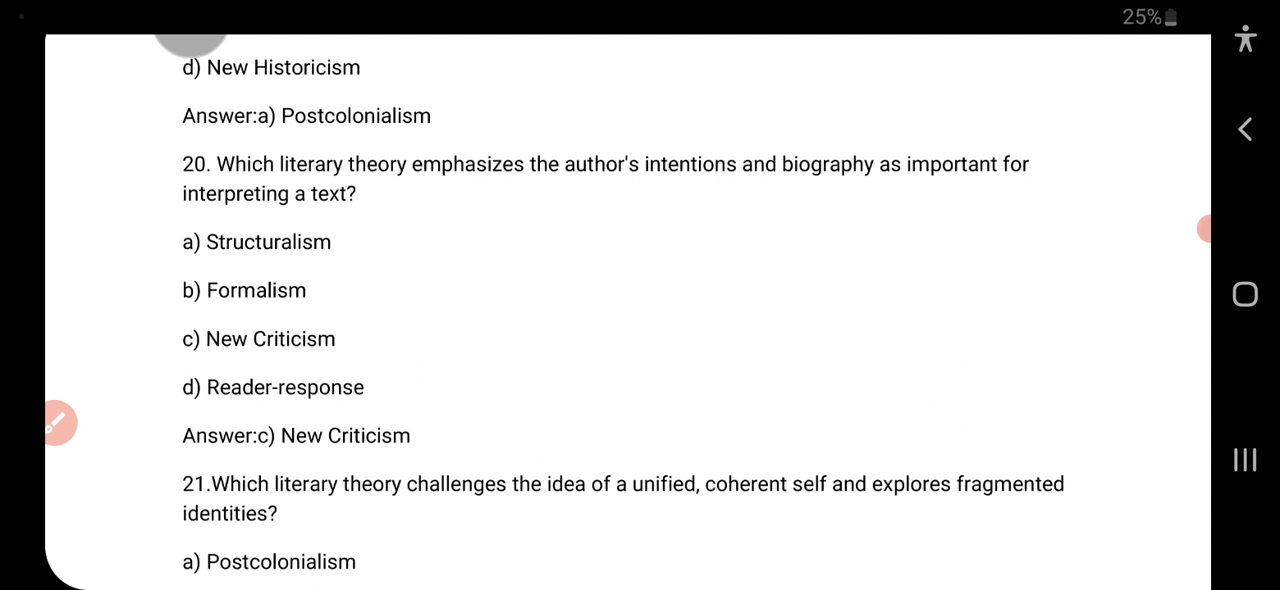 25%
d) New Historicism
Answer:a) Postcolonialism
20. Which literary theory emphasizes the author's intentions and biography as important for
interpreting a text?
a) Structuralism
b) Formalism
c) New Criticism
d) Reader-response
Answer:c) New Criticism
21.Which literary theory challenges the idea of a unified, coherent self and explores fragmented
identities?
a) Postcolonialism